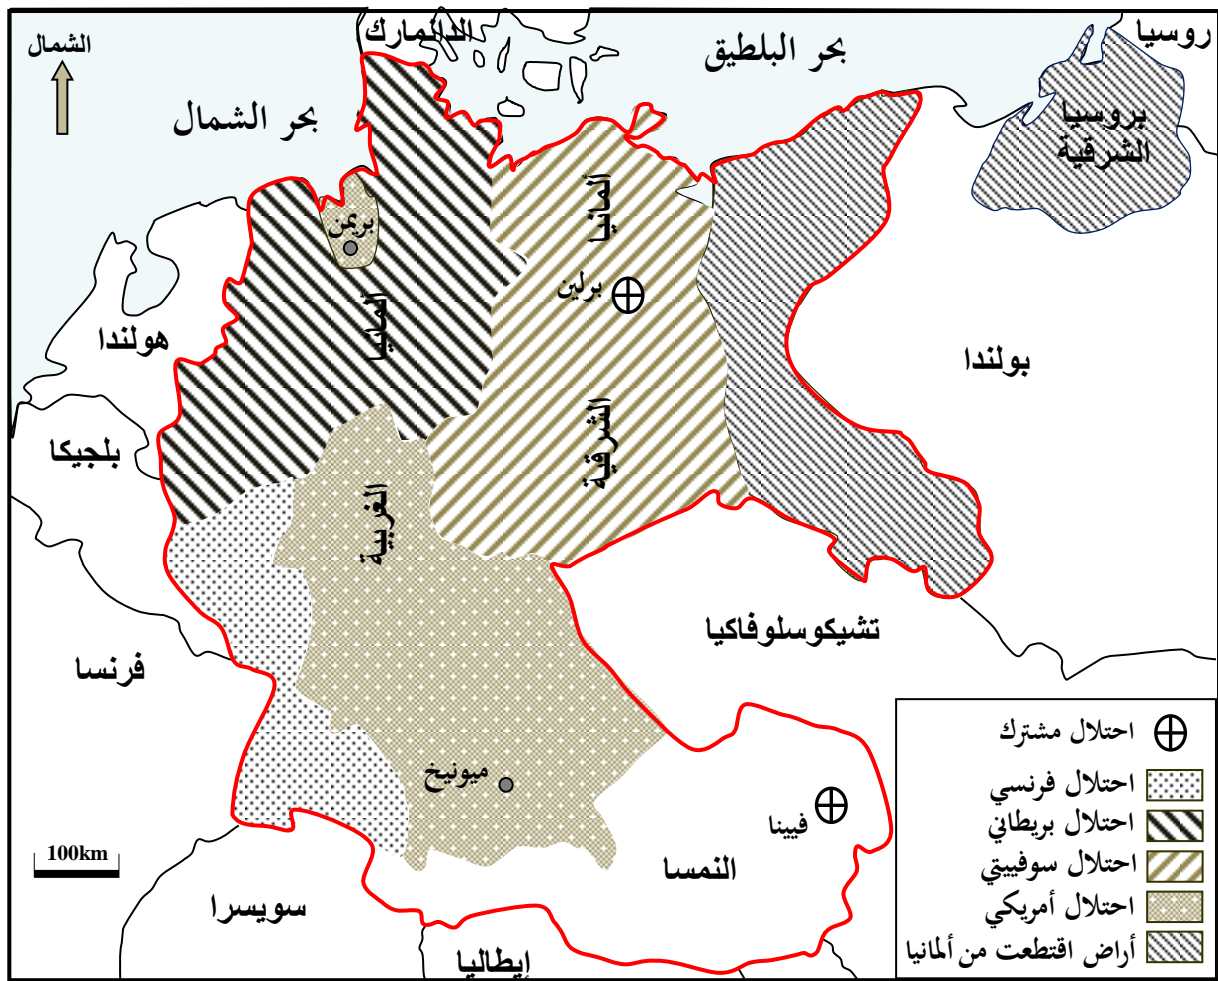 الشمال
الدانمارك
بحر البلطيق
روسيا
بحر الشمال
بروسيا
الشرقية
بريمن
ألمانيا
برلين
هولندا
ألمانيا
بولندا
بلجيكا
الشرقية
الغربية
تشيكوسلوفاكيا
فرنسا
ميونيخ
فيينا
النمسا
100km
سويسرا
إيطاليا
احتلال مشترك
احتلال فرنسي
احتلال بريطاني
احتلال سوفييتي
احتلال أمريكي
أراض اقتطعت من ألمانيا